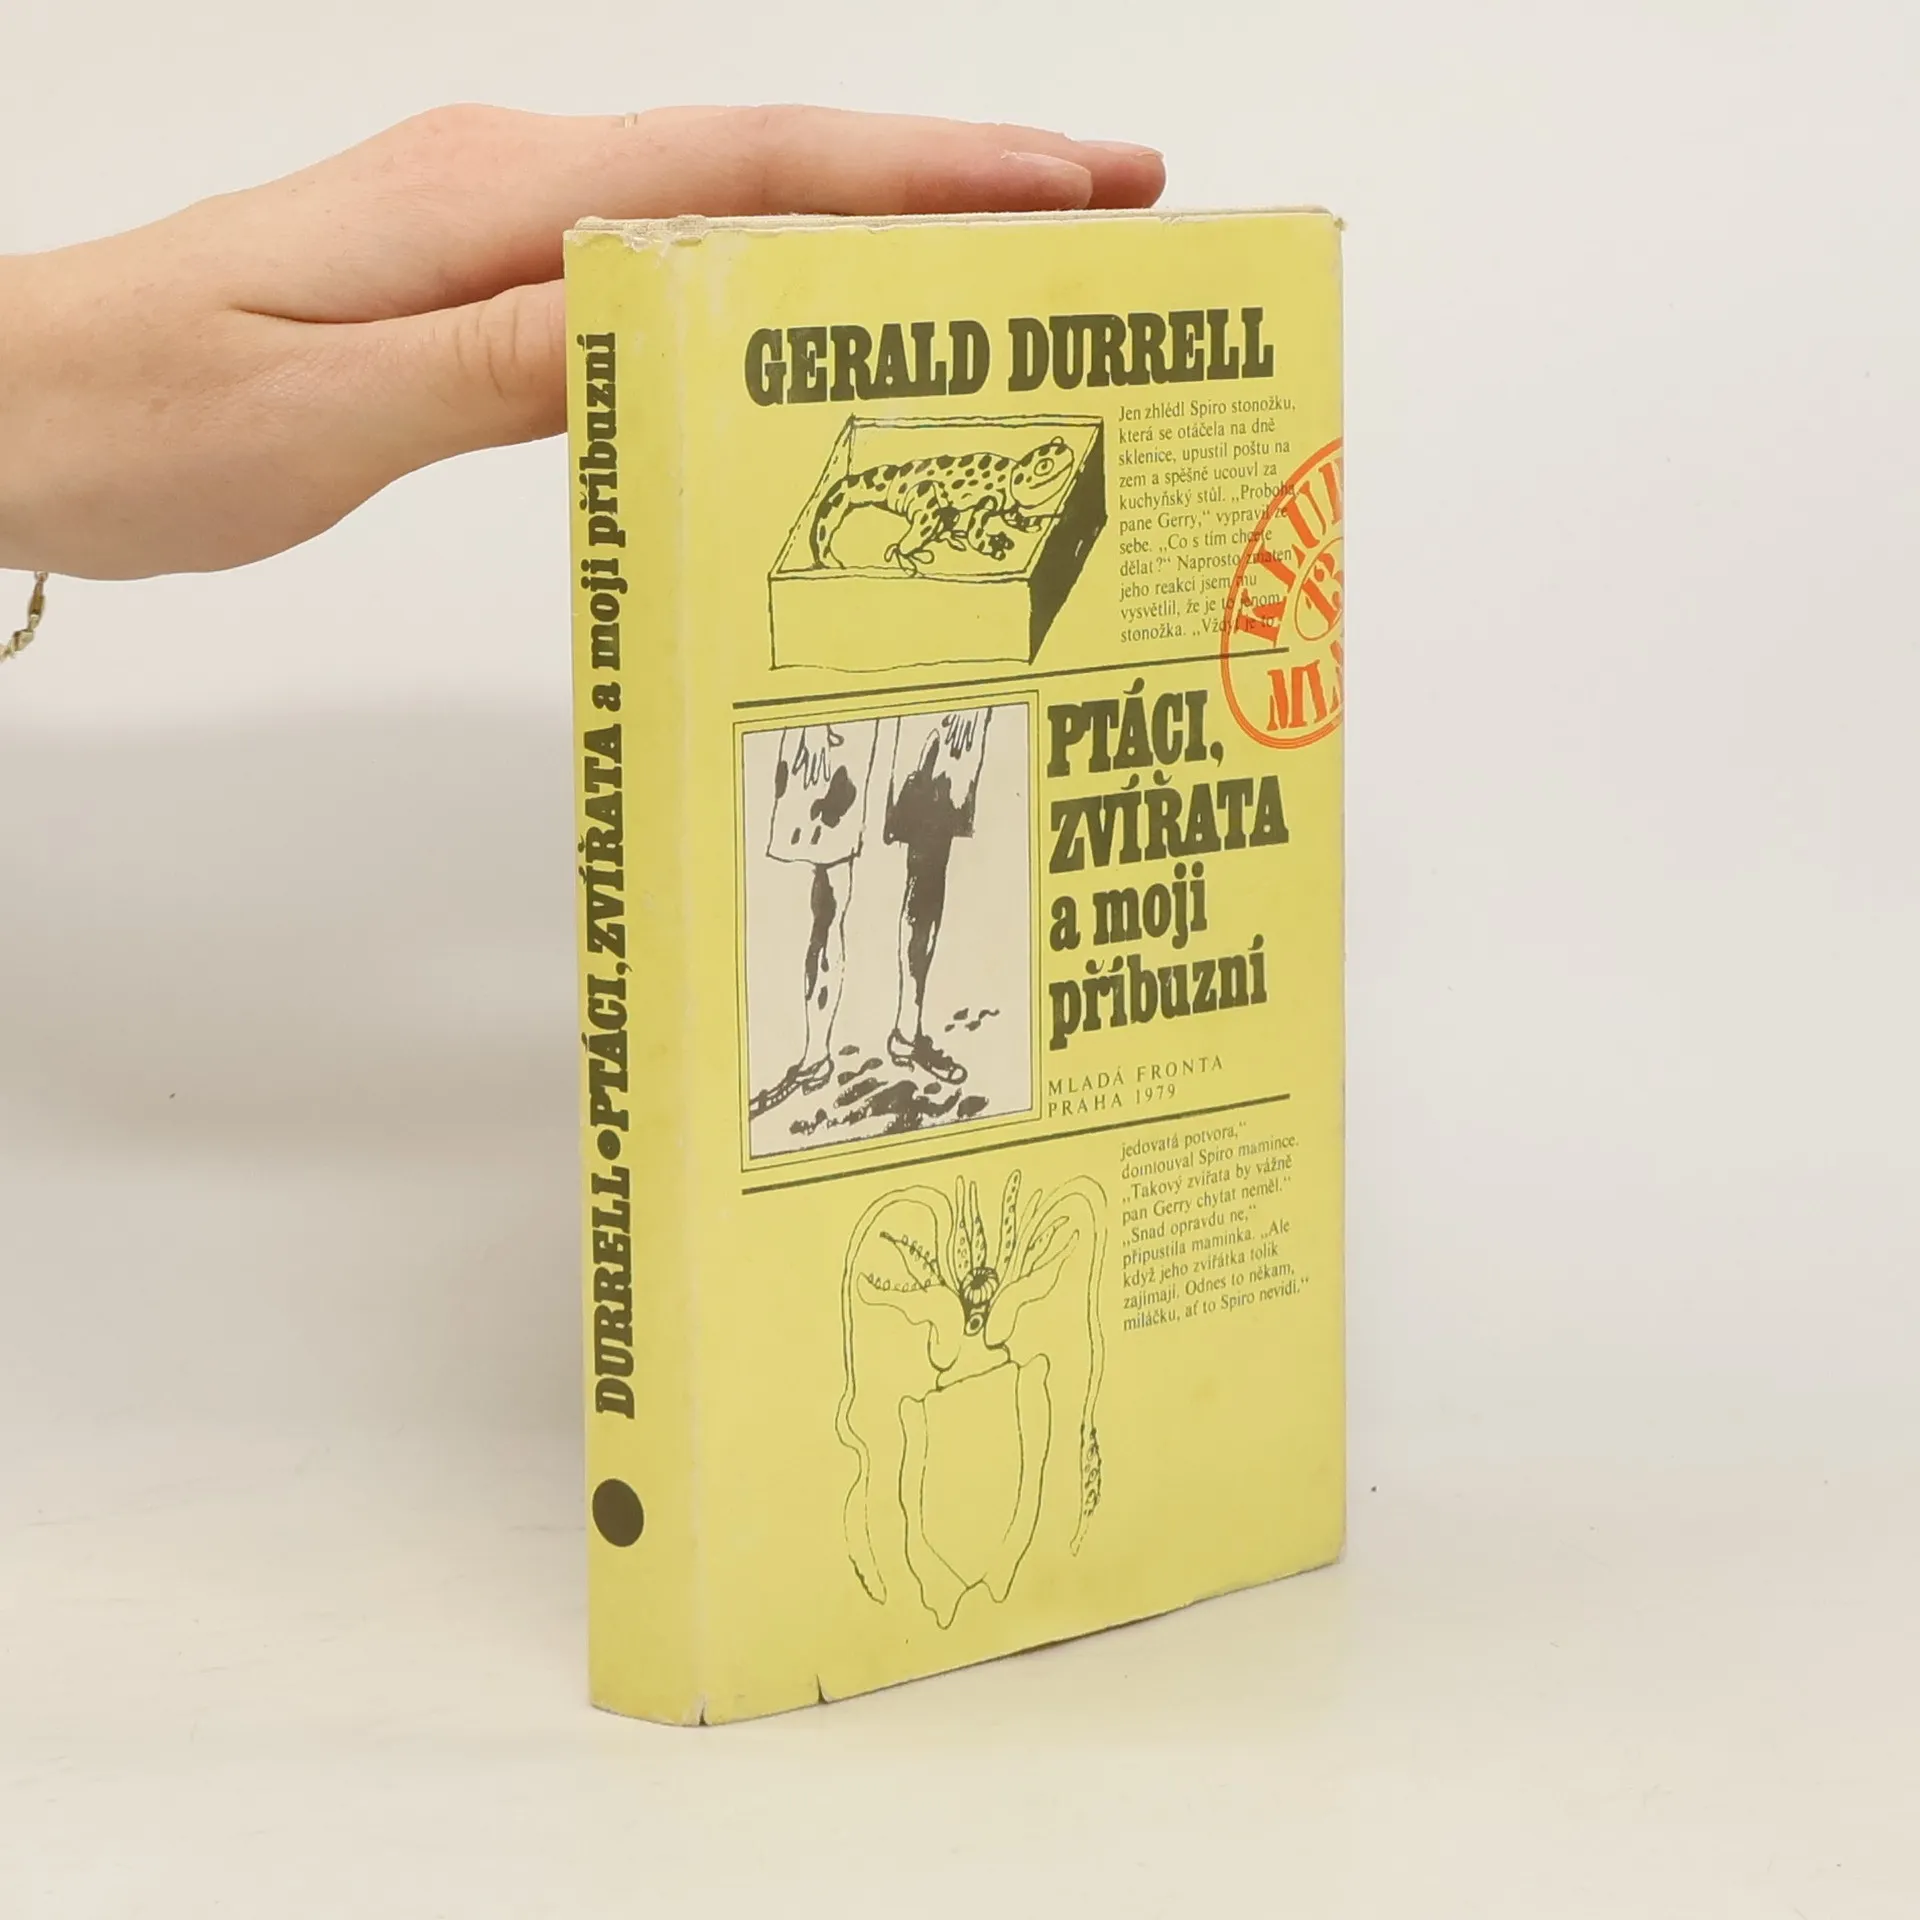 DURRELL • PTÁCI, ZVÍŘATA a moji příbuzní
GERALD DURRELL
Jen zhlédl Spiro stonožku,
která se otáčela na dně
sklenice, upustil poštu na
zem a spěšně ucouvl za
kuchyňský stůl. „Proboha,
pane Gerry,“ vypravil ze
sebe. „Co s tím chcete
dělat?“ Naprosto zmaten
jeho reakcí jsem mu
vysvětlil, že je to jenom
stonožka. „Vždyť je to
13
PTÁCI,
ZVÍŘATA
a moji
příbuzní
MLADÁ FRONTA
PRAHA 1979
jedovatá potvora,“
domlouval Spiro mamince.
„Takový zvířata by vážně
pan Gerry chytat neměl.“
„Snad opravdu ne,“
připustila maminka. „Ale
když jeho zvířátka tolik
zajímají. Odnes to někam,
miláčku, ať to Spiro nevidí.“